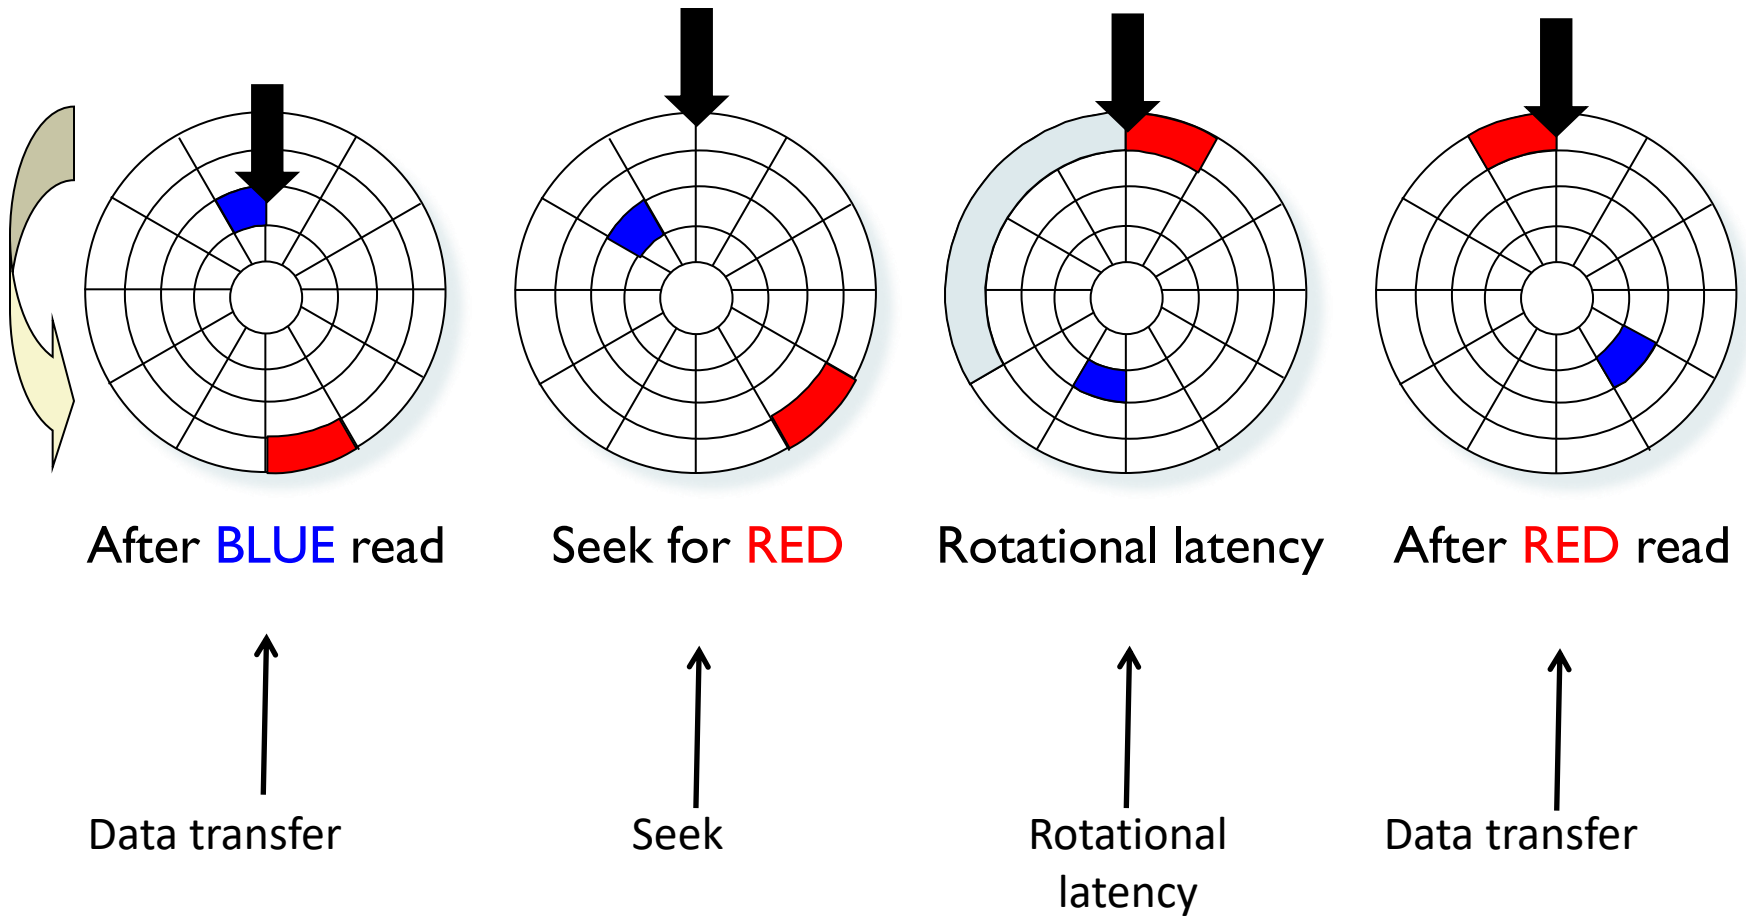 After BLUE read
Seek for RED
Rotational latency
After RED read
Data transfer
Seek
Rotational
latency
Data transfer